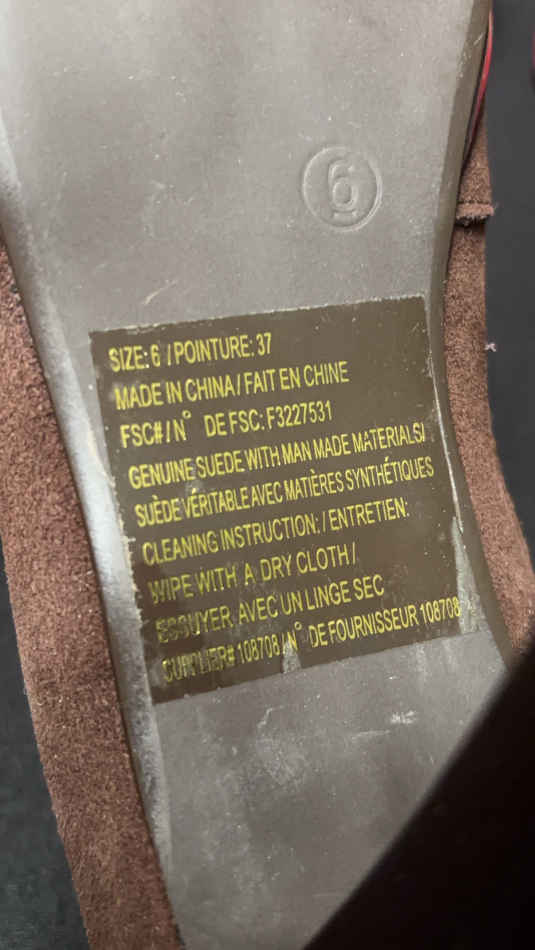 6
SIZE: 6 / POINTURE: 37
MADE IN CHINA / FAIT EN CHINE
FSC# / N° DE FSC: F3227531
GENUINE SUEDE WITH MAN MADE MATERIALS/
SUÈDE VÉRITABLE AVEC MATIÈRES SYNTHÉTIQUES
CLEANING INSTRUCTION: / ENTRETIEN:
WIPE WITH A DRY CLOTH /
ESSUYER AVEC UN LINGE SEC
SUPPLIER# 108708 / N° DE FOURNISSEUR 108708